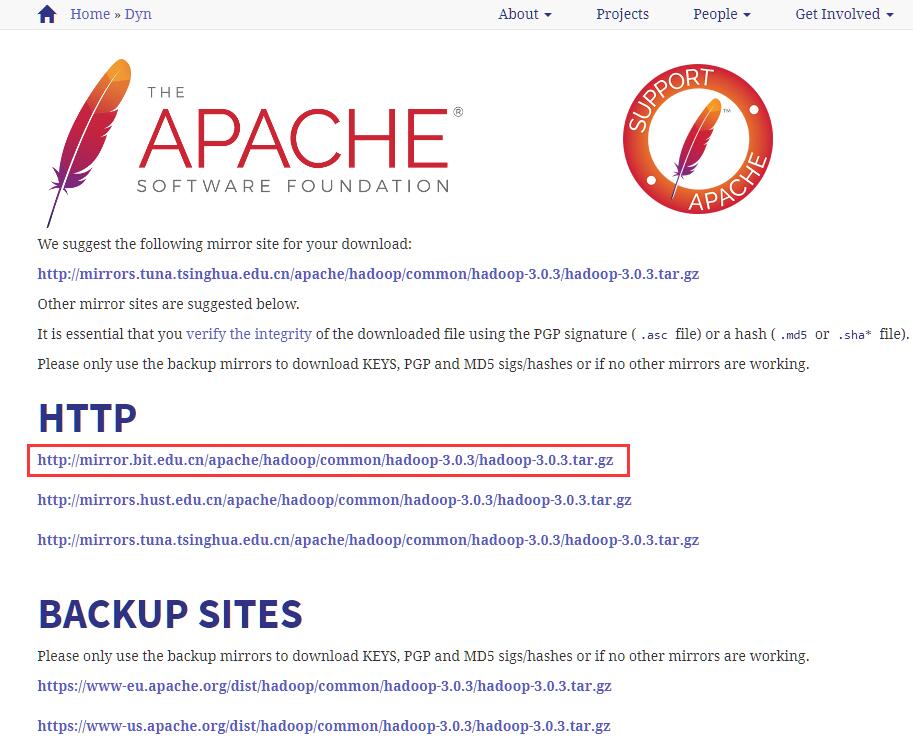 Home » Dyn About Projects People Get Involved
THE
APACHE®
SOFTWARE FOUNDATION
SUPPORT
APACHE
™
We suggest the following mirror site for your download:
http://mirrors.tuna.tsinghua.edu.cn/apache/hadoop/common/hadoop-3.0.3/hadoop-3.0.3.tar.gz
Other mirror sites are suggested below.
It is essential that you verify the integrity of the downloaded file using the PGP signature ( .asc file) or a hash ( .md5 or .sha* file).
Please only use the backup mirrors to download KEYS, PGP and MD5 sigs/hashes or if no other mirrors are working.
HTTP
http://mirror.bit.edu.cn/apache/hadoop/common/hadoop-3.0.3/hadoop-3.0.3.tar.gz
http://mirrors.hust.edu.cn/apache/hadoop/common/hadoop-3.0.3/hadoop-3.0.3.tar.gz
http://mirrors.tuna.tsinghua.edu.cn/apache/hadoop/common/hadoop-3.0.3/hadoop-3.0.3.tar.gz
BACKUP SITES
Please only use the backup mirrors to download KEYS, PGP and MD5 sigs/hashes or if no other mirrors are working.
https://www-eu.apache.org/dist/hadoop/common/hadoop-3.0.3/hadoop-3.0.3.tar.gz
https://www-us.apache.org/dist/hadoop/common/hadoop-3.0.3/hadoop-3.0.3.tar.gz